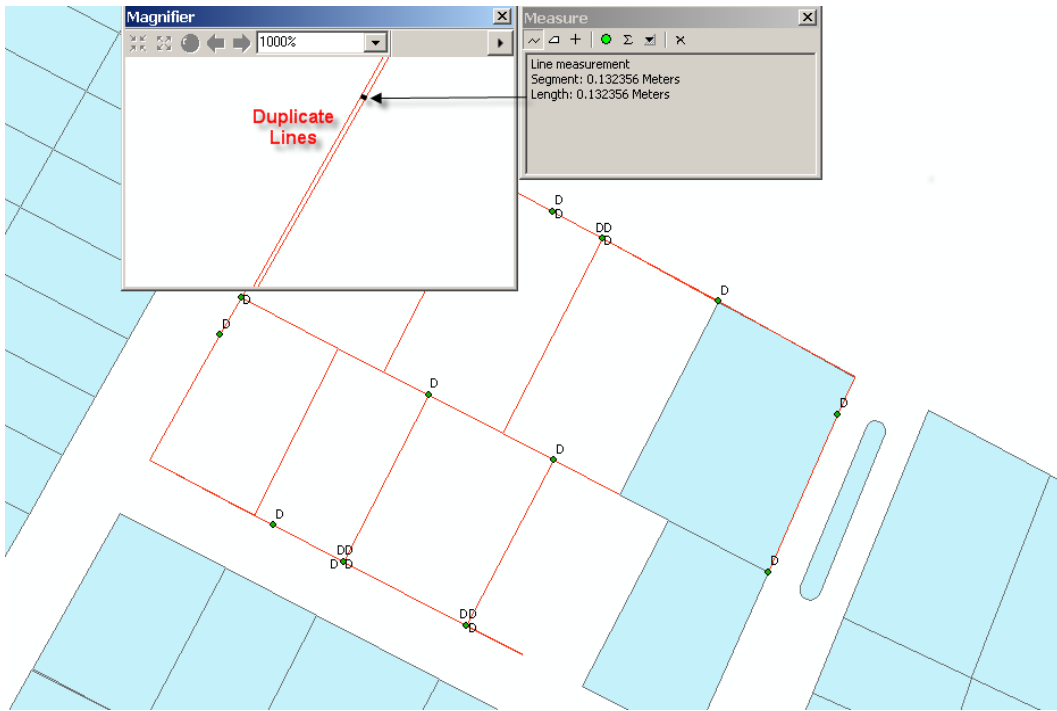 Magnifier
1000%
Duplicate
Lines
Measure
Line measurement
Segment: 0.132356 Meters
Length: 0.132356 Meters
D
D
DD
D
D
D
D
D
D
D
D
D
DD
D D
DD
D
D